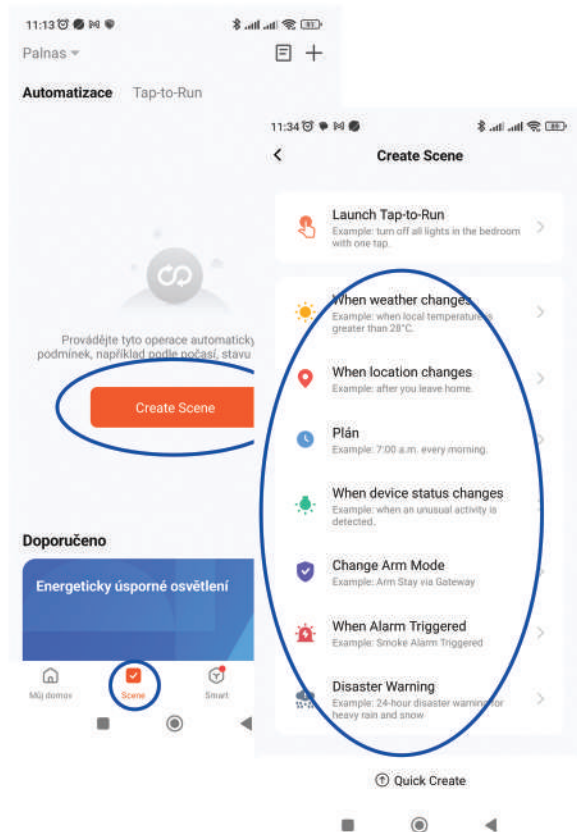 11:13
Palnas
Automatizace Tap-to-Run
Provádějte tyto operace automaticky
podmínek, například podle počasí, stavu
Create Scene
Doporučeno
Energeticky úsporné osvětlení
Můj domov Scene Smart
11:34
Create Scene
Launch Tap-to-Run
Example: turn off all lights in the bedroom
with one tap.
When weather changes
Example: when local temperature is
greater than 28°C.
When location changes
Example: after you leave home.
Plán
Example: 7:00 a.m. every morning.
When device status changes
Example: when an unusual activity is
detected.
Change Arm Mode
Example: Arm Stay via Gateway
When Alarm Triggered
Example: Smoke Alarm Triggered
Disaster Warning
Example: 24-hour disaster warning for
heavy rain and snow
Quick Create